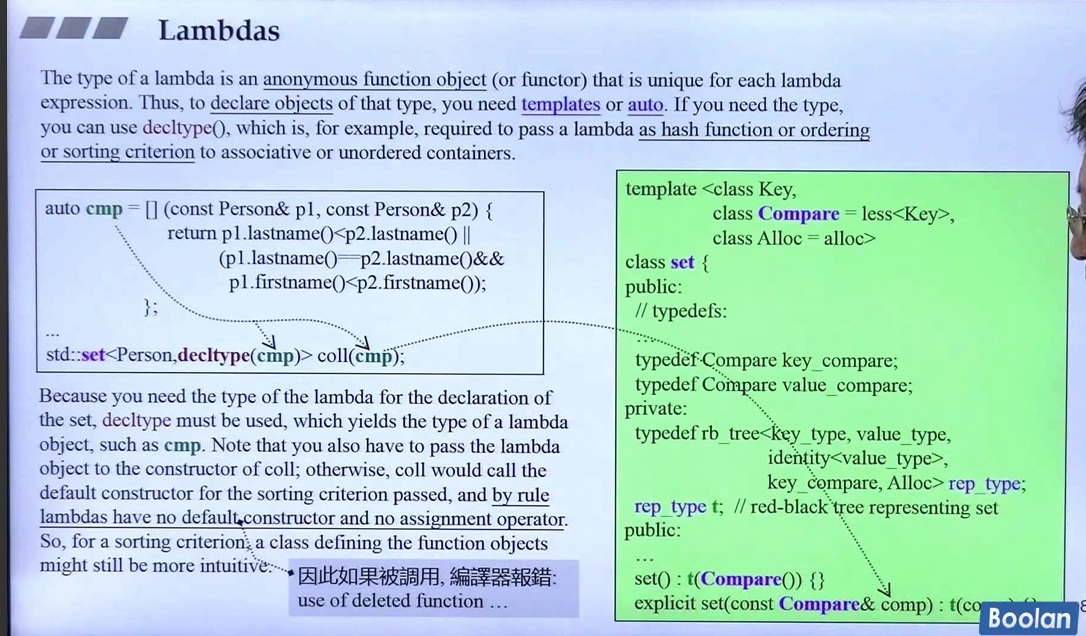 Lambdas
The type of a lambda is an anonymous function object (or functor) that is unique for each lambda
expression. Thus, to declare objects of that type, you need templates or auto. If you need the type,
you can use decltype(), which is, for example, required to pass a lambda as hash function or ordering
or sorting criterion to associative or unordered containers.
auto cmp = [] (const Person& p1, const Person& p2) {
return p1.lastname()<p2.lastname() ||
(p1.lastname()==p2.lastname()&&
p1.firstname()<p2.firstname());
};
...
std::set<Person,decltype(cmp)> coll(cmp);
Because you need the type of the lambda for the declaration of
the set, decltype must be used, which yields the type of a lambda
object, such as cmp. Note that you also have to pass the lambda
object to the constructor of coll; otherwise, coll would call the
default constructor for the sorting criterion passed, and by rule
lambdas have no default constructor and no assignment operator.
So, for a sorting criterion, a class defining the function objects
might still be more intuitive.
因此如果被調用, 編譯器報錯:
use of deleted function …
template <class Key,
class Compare = less<Key>,
class Alloc = alloc>
class set {
public:
// typedefs:
...
typedef Compare key_compare;
typedef Compare value_compare;
private:
typedef rb_tree<key_type, value_type,
identity<value_type>,
key_compare, Alloc> rep_type;
rep_type t; // red-black tree representing set
public:
...
set() : t(Compare()) {}
explicit set(const Compare& comp) : t(
Boolan
8